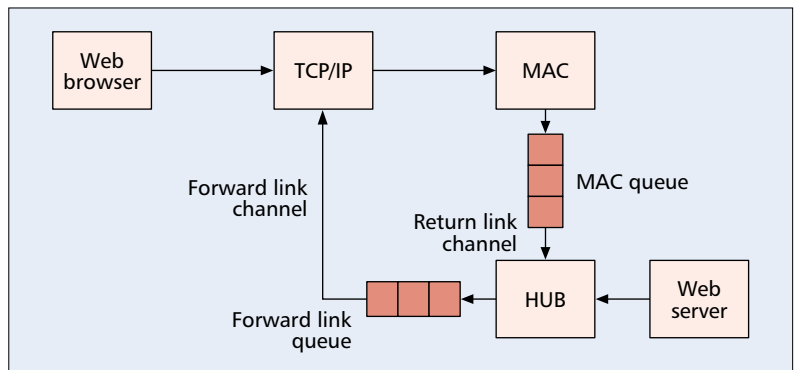 Web
browser
TCP/IP
MAC
MAC queue
Forward link
channel
Return link
channel
HUB
Web
server
Forward link
queue